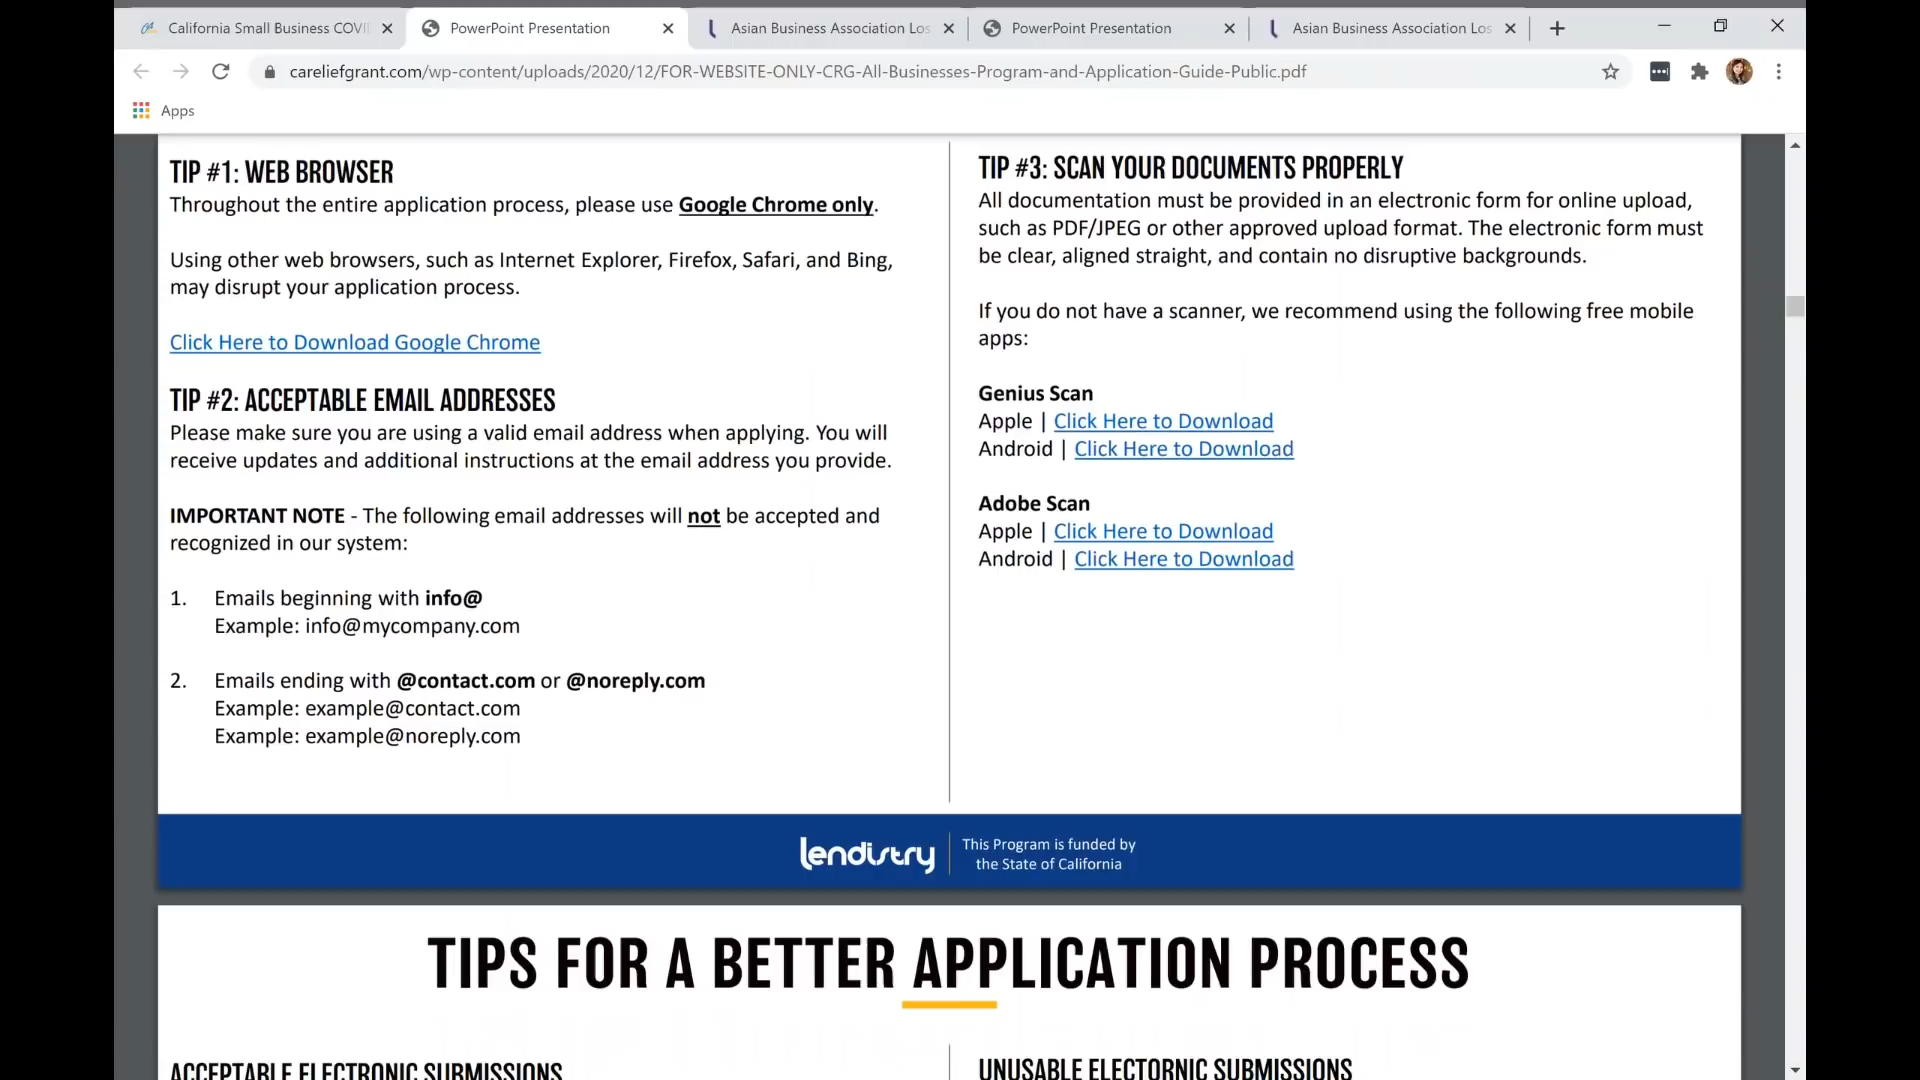 California Small Business COVI
PowerPoint Presentation
Asian Business Association Los
PowerPoint Presentation
Asian Business Association Los
careliefgrant.com/wp-content/uploads/2020/12/FOR-WEBSITE-ONLY-CRG-All-Businesses-Program-and-Application-Guide-Public.pdf
Apps
TIP #1: WEB BROWSER
Throughout the entire application process, please use Google Chrome only.
Using other web browsers, such as Internet Explorer, Firefox, Safari, and Bing,
may disrupt your application process.
Click Here to Download Google Chrome
TIP #2: ACCEPTABLE EMAIL ADDRESSES
Please make sure you are using a valid email address when applying. You will
receive updates and additional instructions at the email address you provide.
IMPORTANT NOTE - The following email addresses will not be accepted and
recognized in our system:
1. Emails beginning with info@
Example: info@mycompany.com
2. Emails ending with @contact.com or @noreply.com
Example: example@contact.com
Example: example@noreply.com
TIP #3: SCAN YOUR DOCUMENTS PROPERLY
All documentation must be provided in an electronic form for online upload,
such as PDF/JPEG or other approved upload format. The electronic form must
be clear, aligned straight, and contain no disruptive backgrounds.
If you do not have a scanner, we recommend using the following free mobile
apps:
Genius Scan
Apple | Click Here to Download
Android | Click Here to Download
Adobe Scan
Apple | Click Here to Download
Android | Click Here to Download
lendistry
This Program is funded by
the State of California
TIPS FOR A BETTER APPLICATION PROCESS
ACCEPTABLE ELECTRONIC SUBMISSIONS
UNUSABLE ELECTORNIC SUBMISSIONS